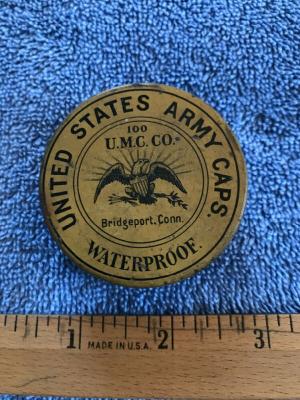 UNITED STATES ARMY CAPS.
100
U.M.C. CO.
Bridgeport, Conn.
WATERPROOF.
1 2 3
MADE IN U.S.A.